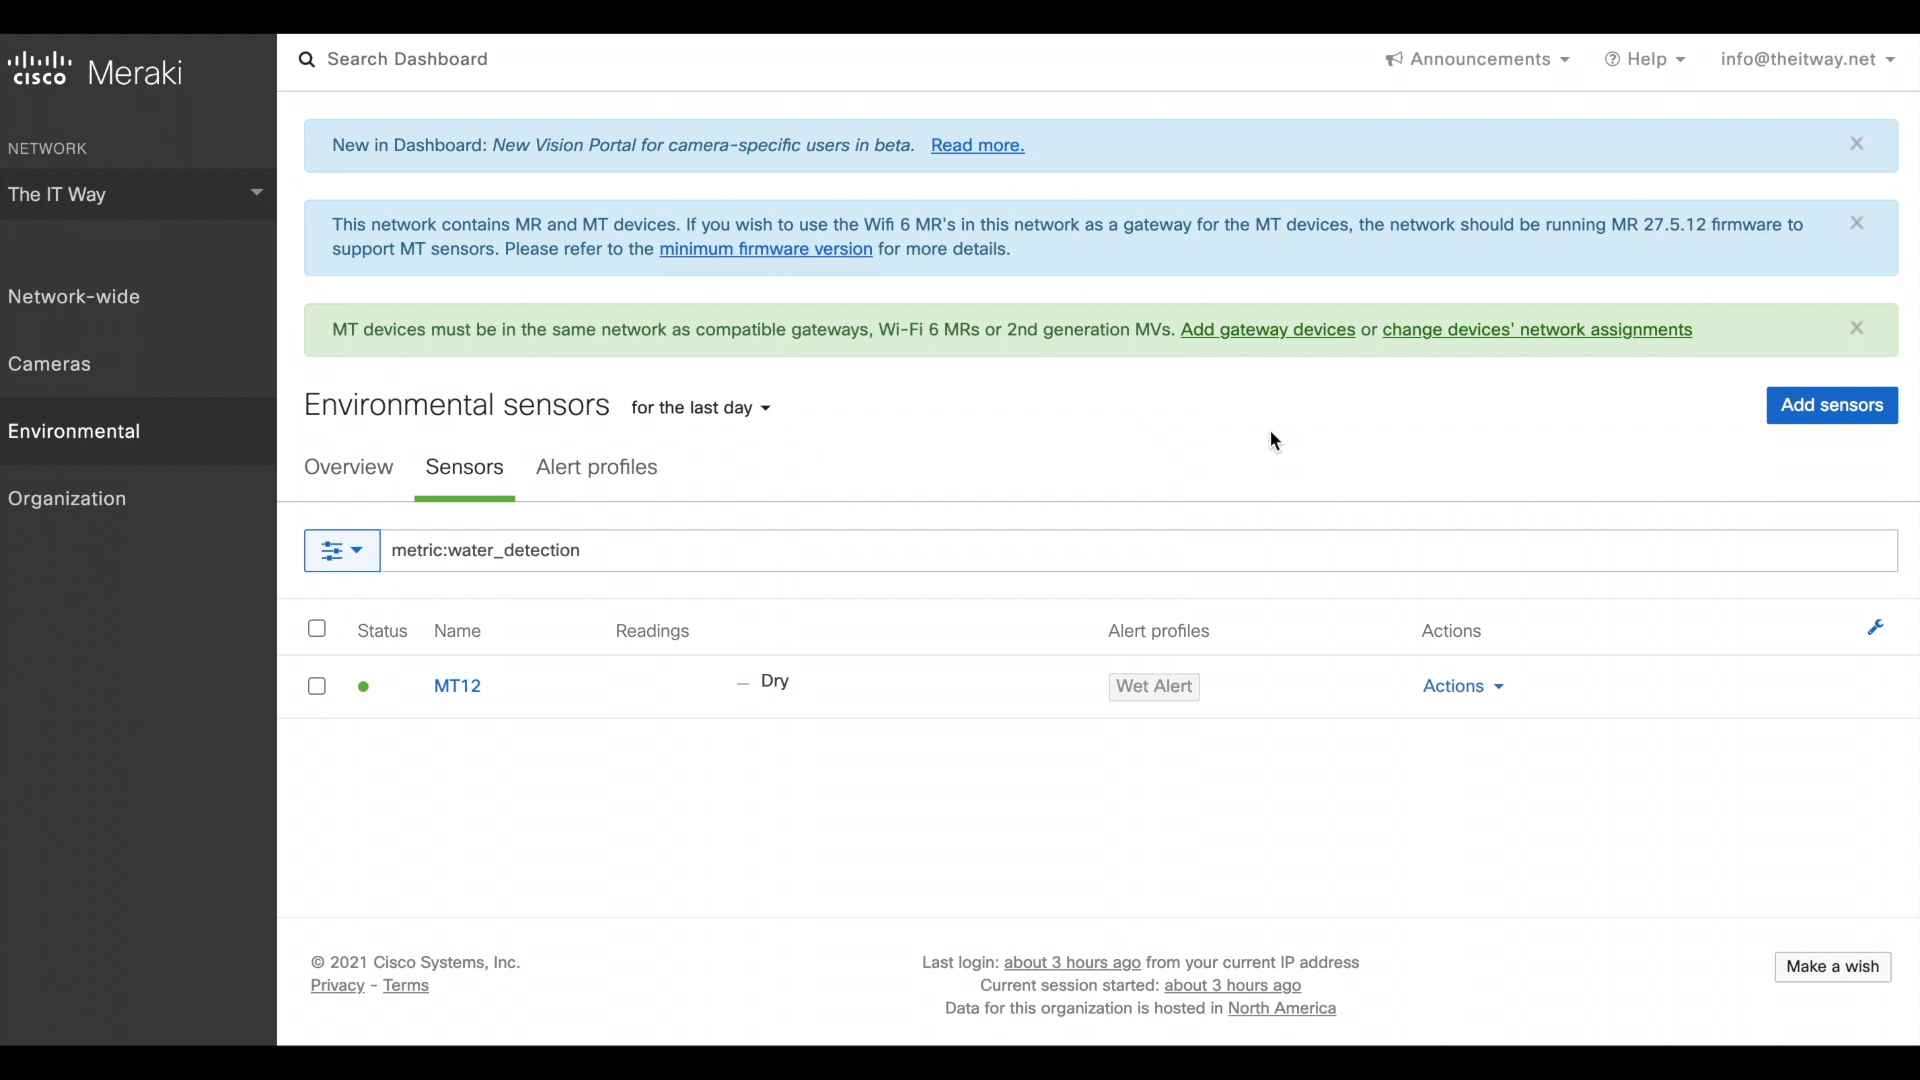 cisco Meraki
Search Dashboard
Announcements
Help
info@theitway.net
NETWORK
The IT Way
Network-wide
Cameras
Environmental
Organization
New in Dashboard: New Vision Portal for camera-specific users in beta. Read more.
This network contains MR and MT devices. If you wish to use the Wifi 6 MR's in this network as a gateway for the MT devices, the network should be running MR 27.5.12 firmware to
support MT sensors. Please refer to the minimum firmware version for more details.
MT devices must be in the same network as compatible gateways, Wi-Fi 6 MRs or 2nd generation MVs. Add gateway devices or change devices' network assignments
Environmental sensors for the last day
Add sensors
Overview Sensors Alert profiles
metric:water_detection
Status Name Readings Alert profiles Actions
MT12 – Dry Wet Alert Actions
© 2021 Cisco Systems, Inc.
Privacy - Terms
Last login: about 3 hours ago from your current IP address
Current session started: about 3 hours ago
Data for this organization is hosted in North America
Make a wish